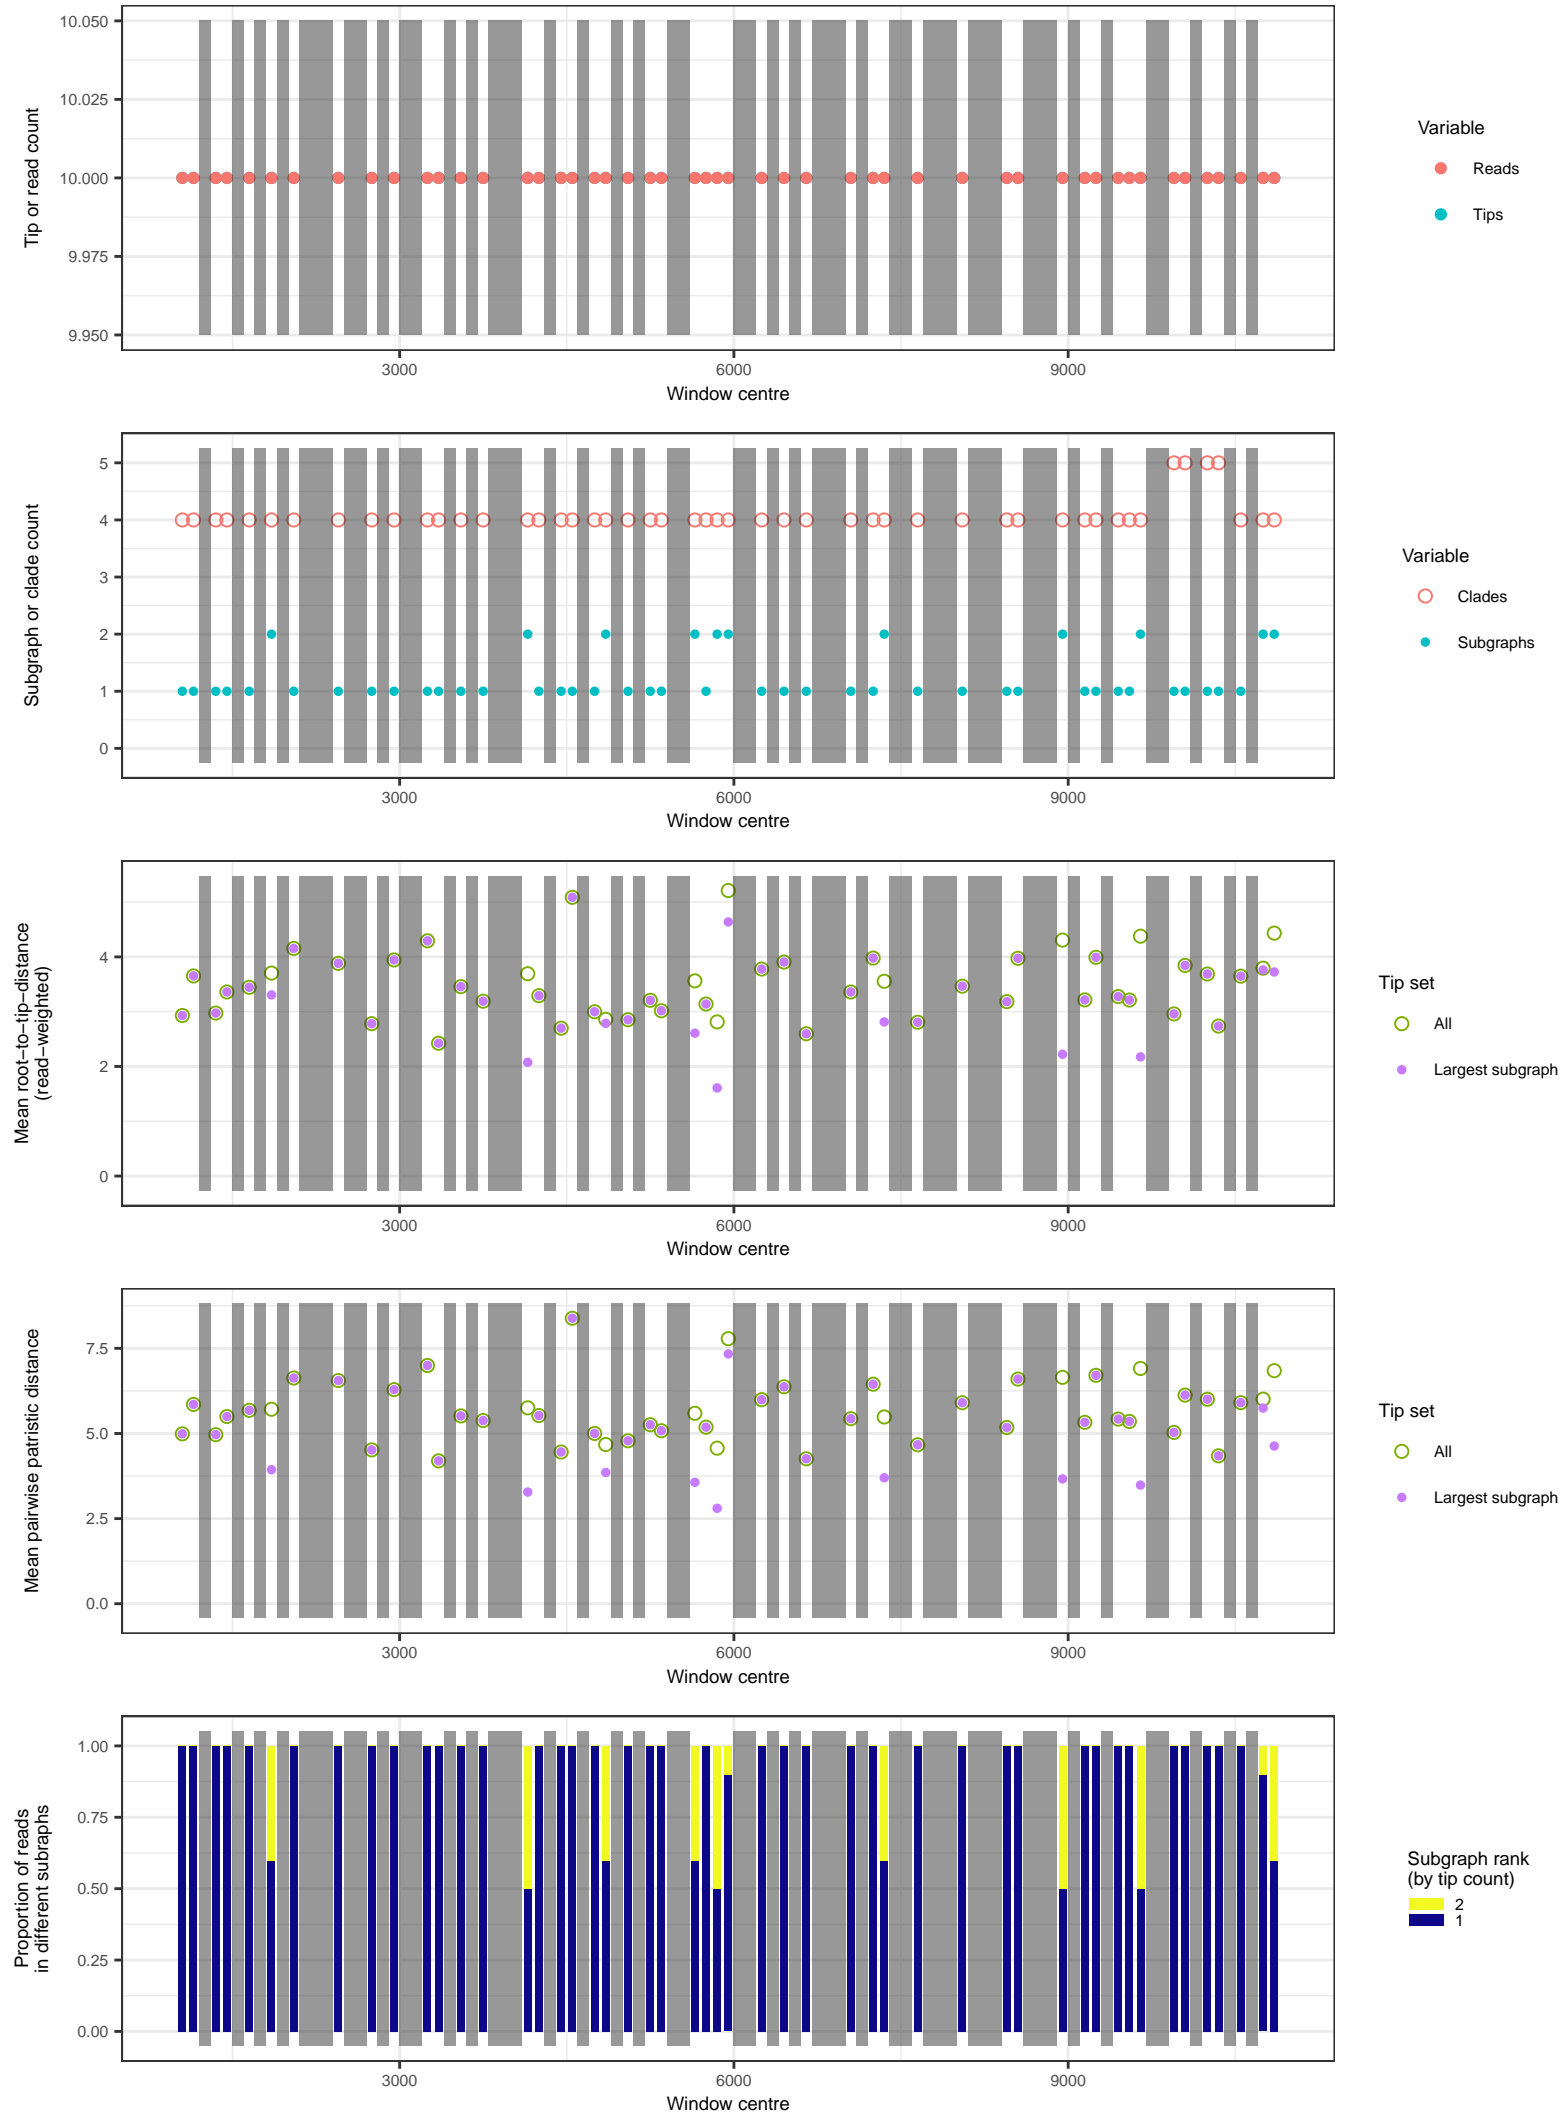 10.050
10.025
10.000
9.975
9.950
Tip or read count
3000
6000
9000
Window centre
Variable
Reads
Tips
5
4
3
2
1
0
Subgraph or clade count
3000
6000
9000
Window centre
Variable
Clades
Subgraphs
4
2
0
Mean root−to−tip−distance
(read−weighted)
3000
6000
9000
Window centre
Tip set
All
Largest subgraph
7.5
5.0
2.5
0.0
Mean pairwise patristic distance
3000
6000
9000
Window centre
Tip set
All
Largest subgraph
1.00
0.75
0.50
0.25
0.00
Proportion of reads
in different subraphs
3000
6000
9000
Window centre
Subgraph rank
(by tip count)
2
1